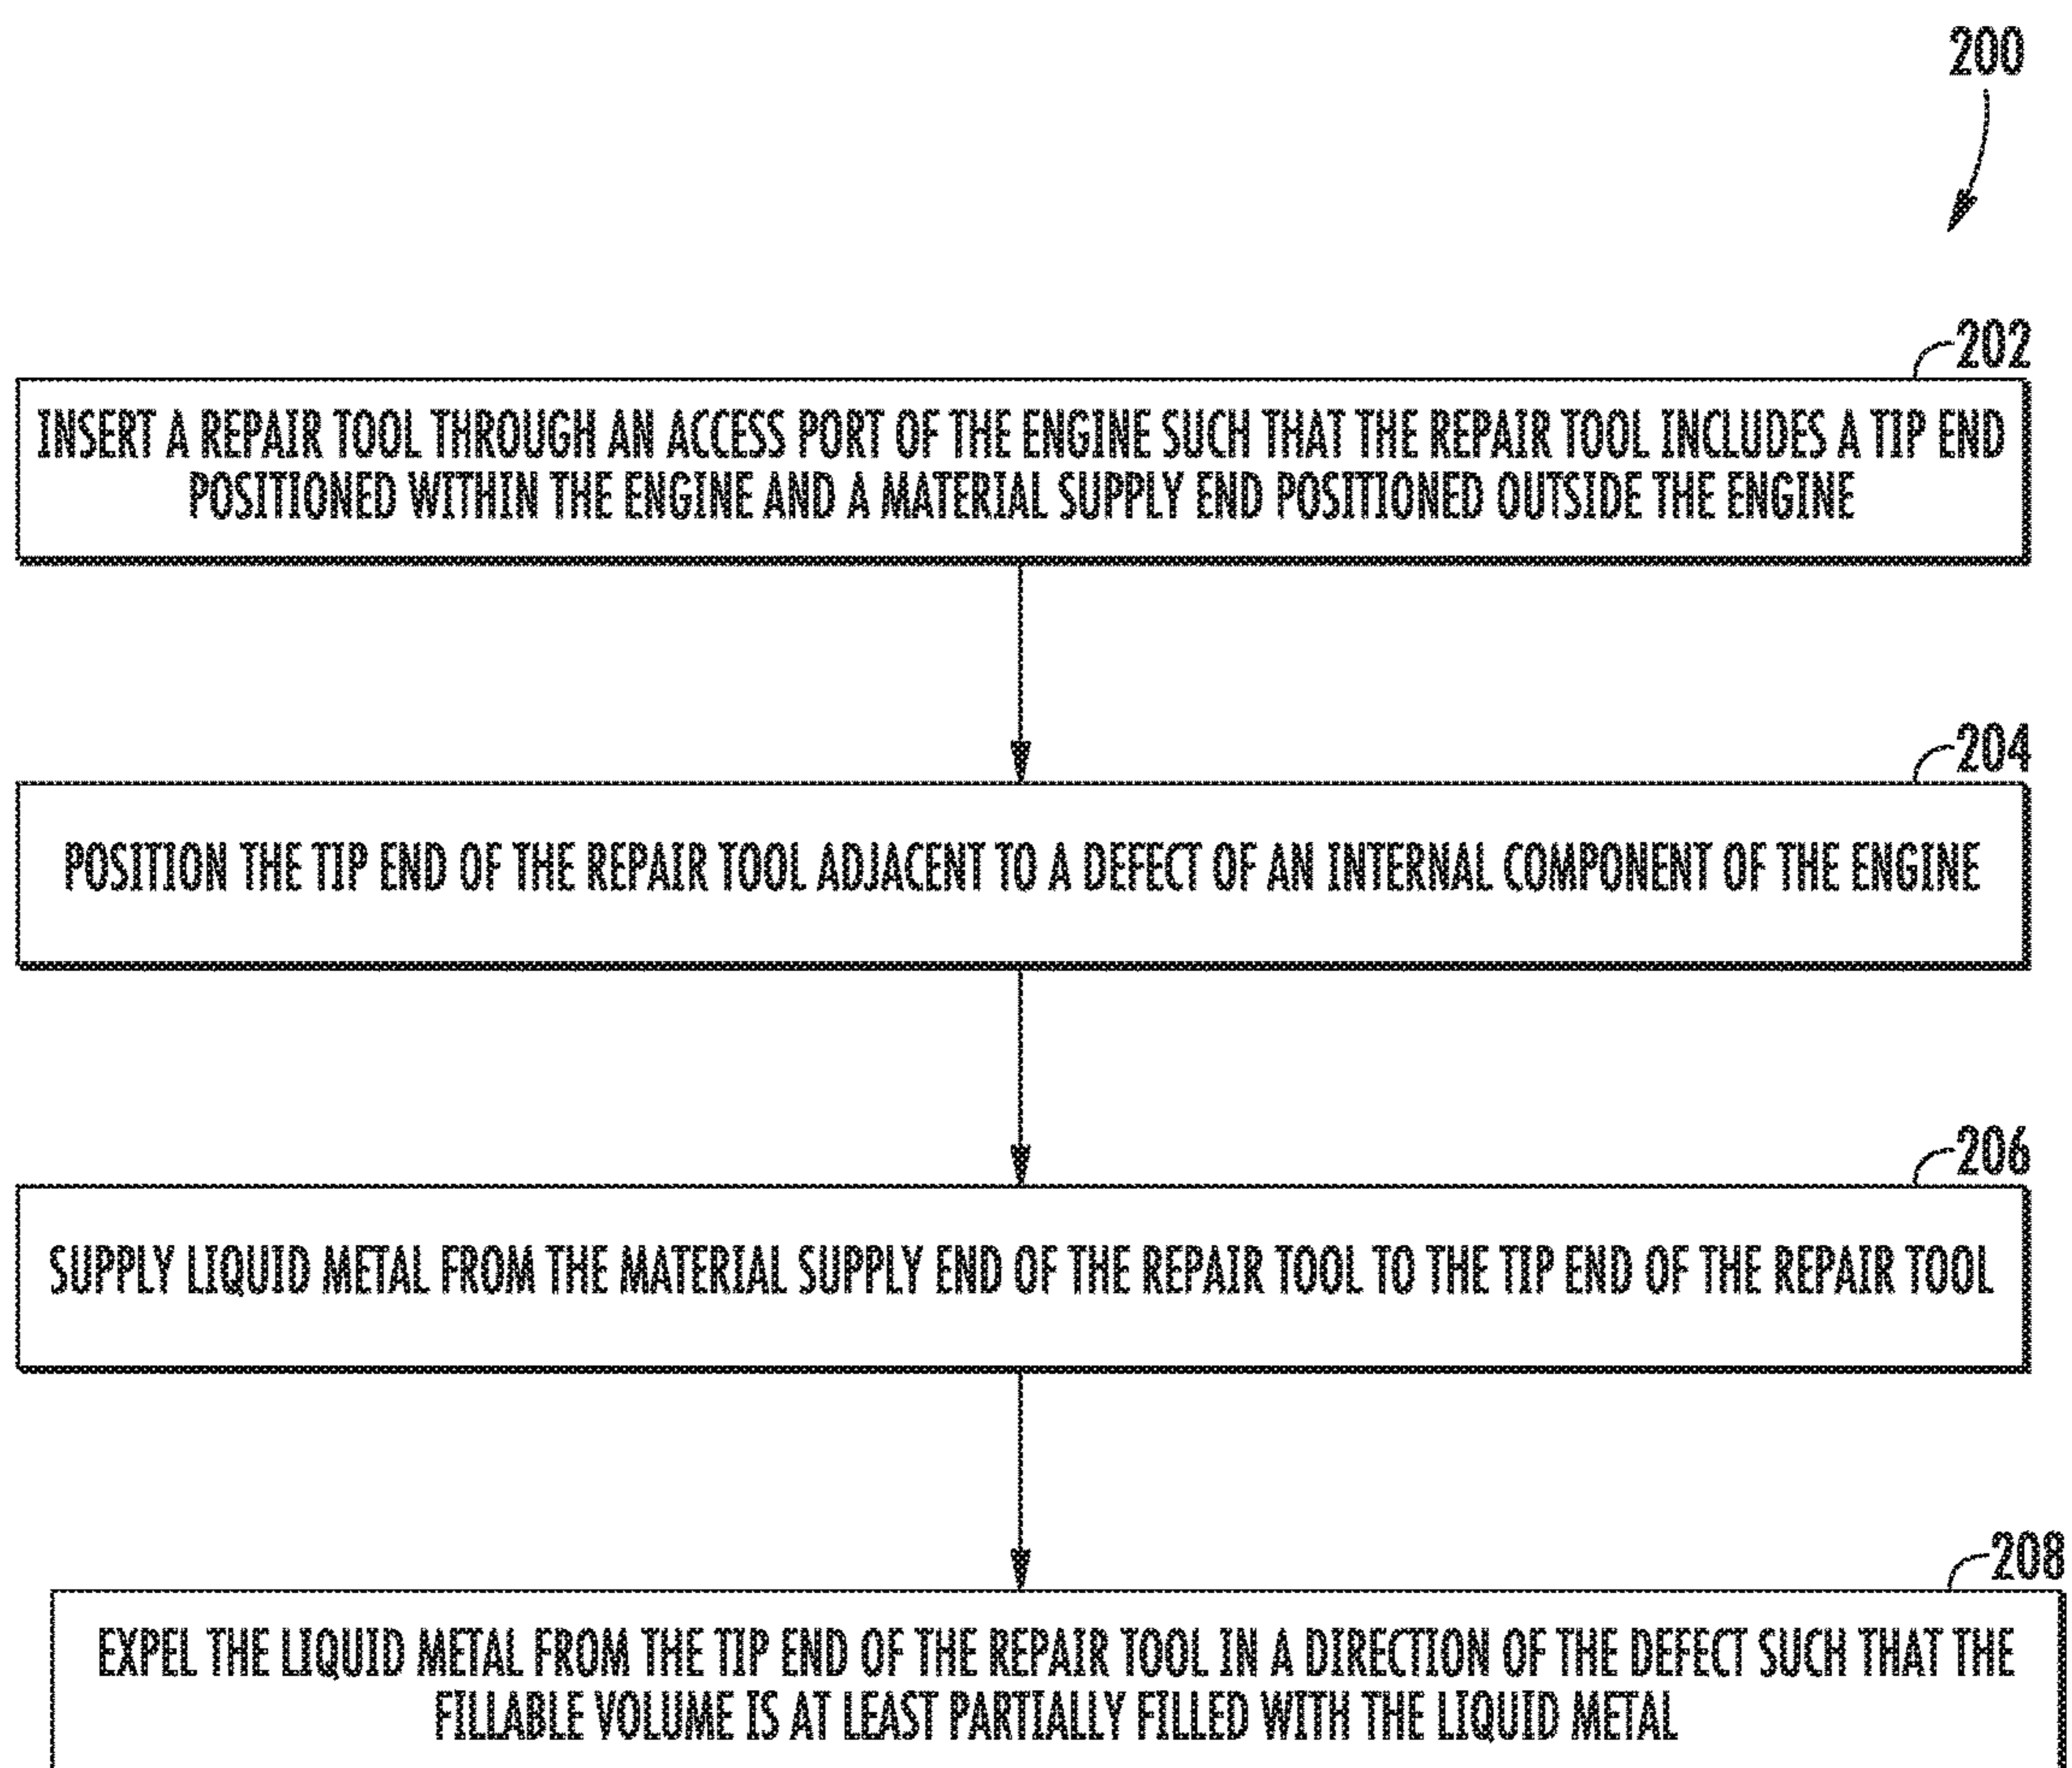 200
202
INSERT A REPAIR TOOL THROUGH AN ACCESS PORT OF THE ENGINE SUCH THAT THE REPAIR TOOL INCLUDES A TIP END
POSITIONED WITHIN THE ENGINE AND A MATERIAL SUPPLY END POSITIONED OUTSIDE THE ENGINE
204
POSITION THE TIP END OF THE REPAIR TOOL ADJACENT TO A DEFECT OF AN INTERNAL COMPONENT OF THE ENGINE
206
SUPPLY LIQUID METAL FROM THE MATERIAL SUPPLY END OF THE REPAIR TOOL TO THE TIP END OF THE REPAIR TOOL
208
EXPEL THE LIQUID METAL FROM THE TIP END OF THE REPAIR TOOL IN A DIRECTION OF THE DEFECT SUCH THAT THE
FILLABLE VOLUME IS AT LEAST PARTIALLY FILLED WITH THE LIQUID METAL